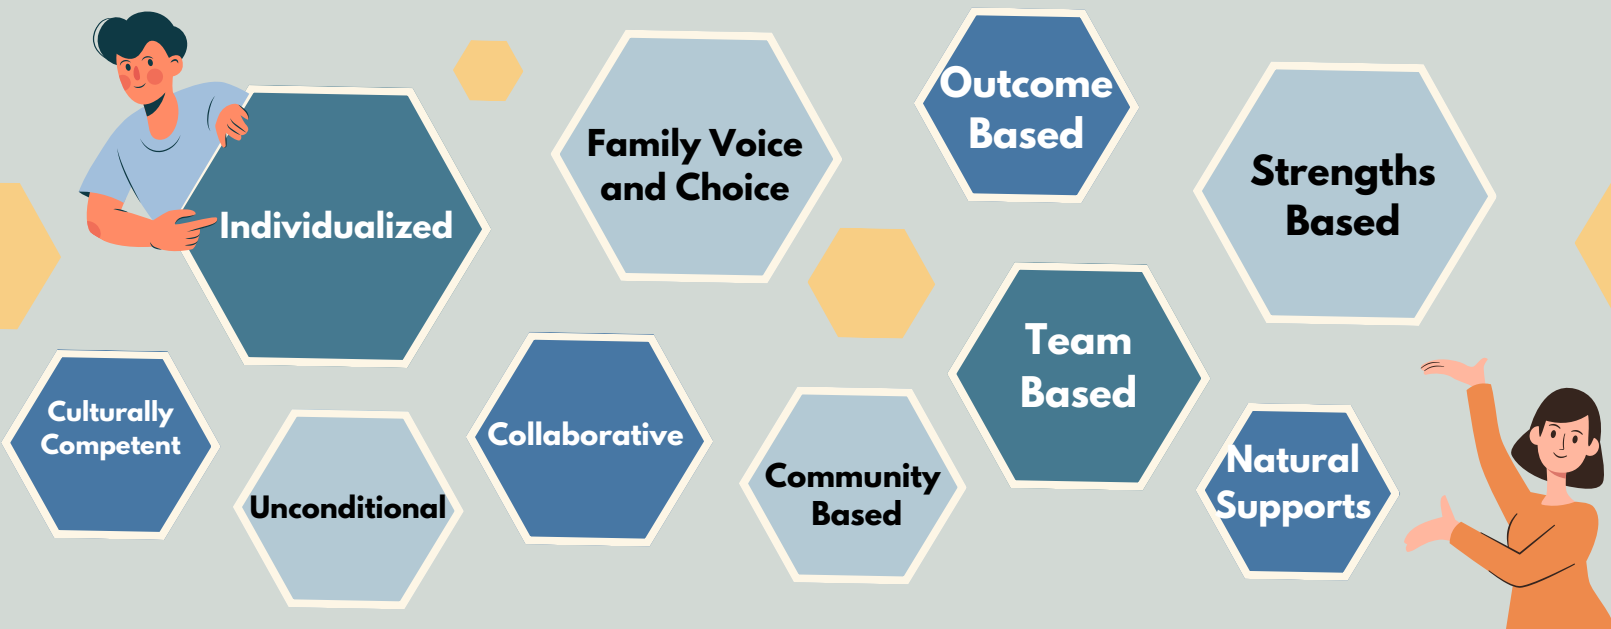 Individualized
Family Voice
and Choice
Outcome
Based
Strengths
Based
Culturally
Competent
Unconditional
Collaborative
Community
Based
Team
Based
Natural
Supports